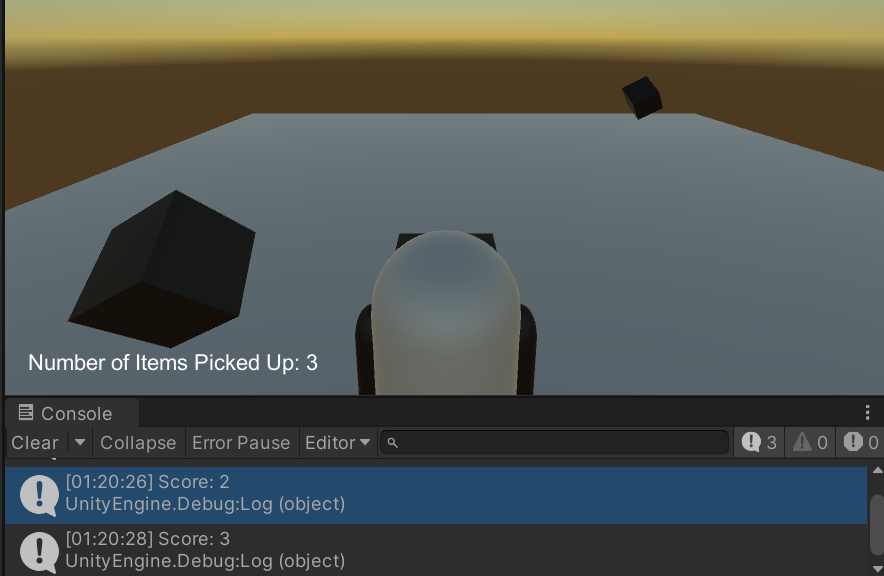 Number of Items Picked Up: 3
Console
Clear Collapse Error Pause Editor 3 0 0
[01:20:26] Score: 2
UnityEngine.Debug:Log (object)
[01:20:28] Score: 3
UnityEngine.Debug:Log (object)